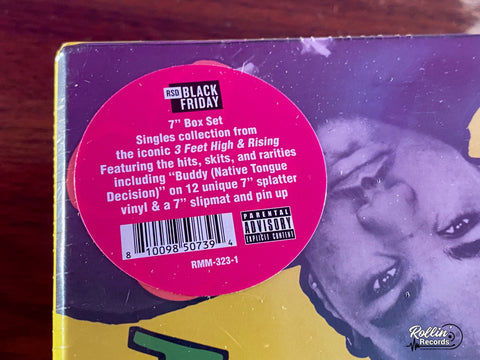 RSD BLACK
FRIDAY
7" Box Set
Singles collection from
the iconic 3 Feet High & Rising
Featuring the hits, skits, and rarities
including "Buddy (Native Tongue
Decision)" on 12 unique 7" splatter
vinyl & a 7" slipmat and pin up
PARENTAL
ADVISORY
EXPLICIT CONTENT
8 10098 50739 4
RMM-323-1
Rollin'
Records